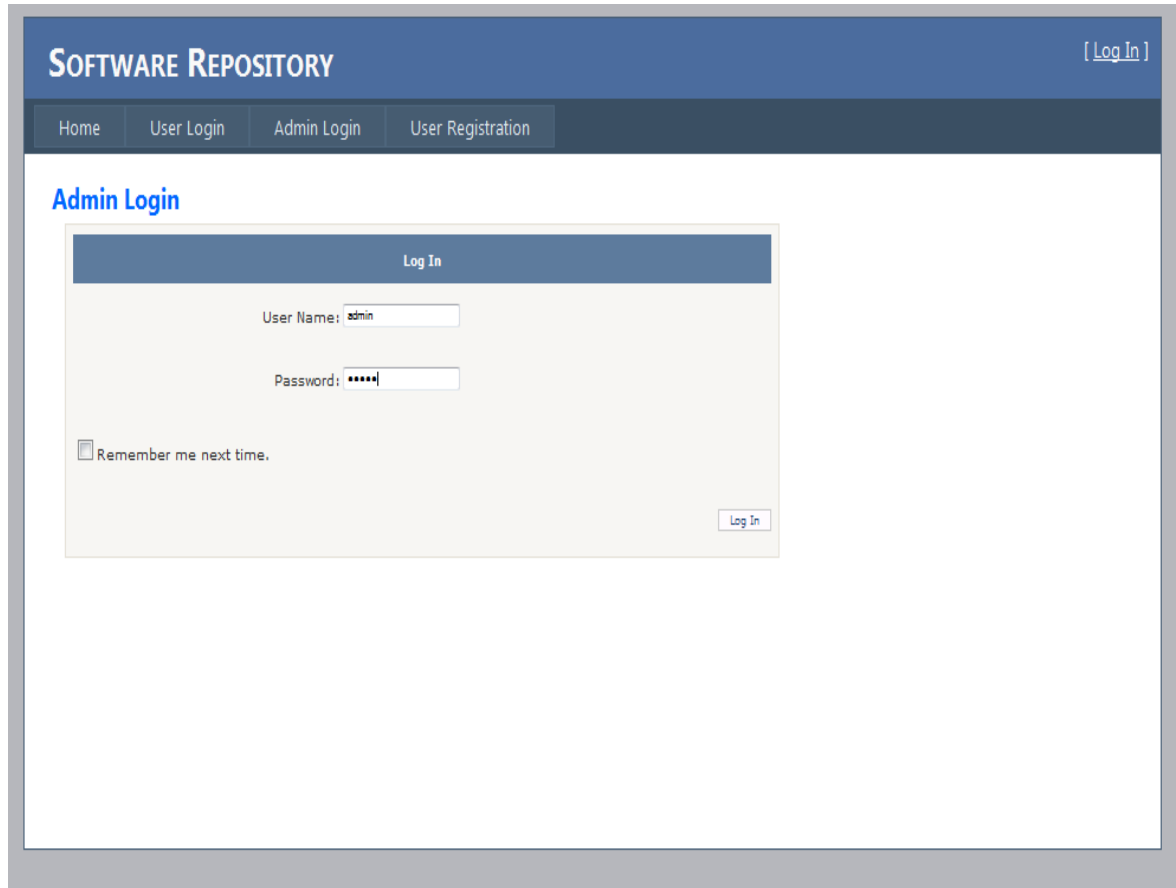 SOFTWARE REPOSITORY
[ Log In ]
Home User Login Admin Login User Registration
Admin Login
Log In
User Name: admin
Password: •••••
Remember me next time.
Log In